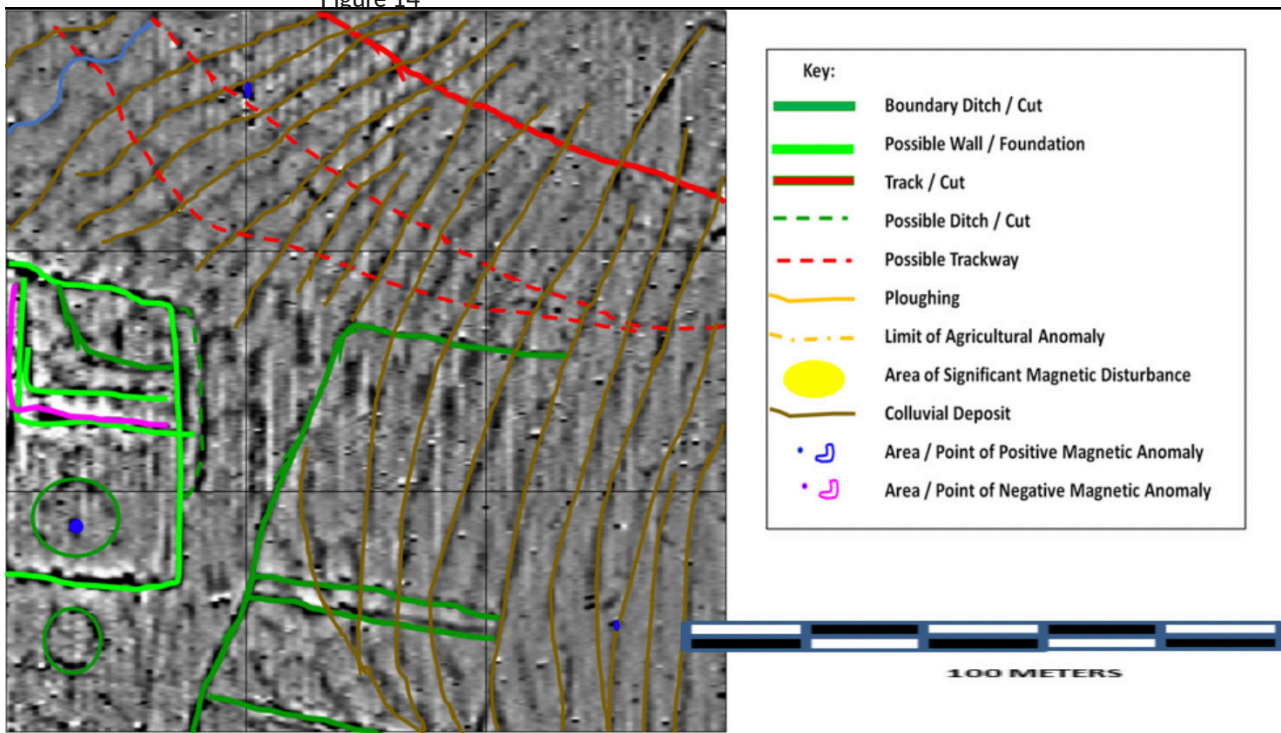 Figure 14
Key:
Boundary Ditch / Cut
Possible Wall / Foundation
Track / Cut
Possible Ditch / Cut
Possible Trackway
Ploughing
Limit of Agricultural Anomaly
Area of Significant Magnetic Disturbance
Colluvial Deposit
Area / Point of Positive Magnetic Anomaly
Area / Point of Negative Magnetic Anomaly
100 METERS